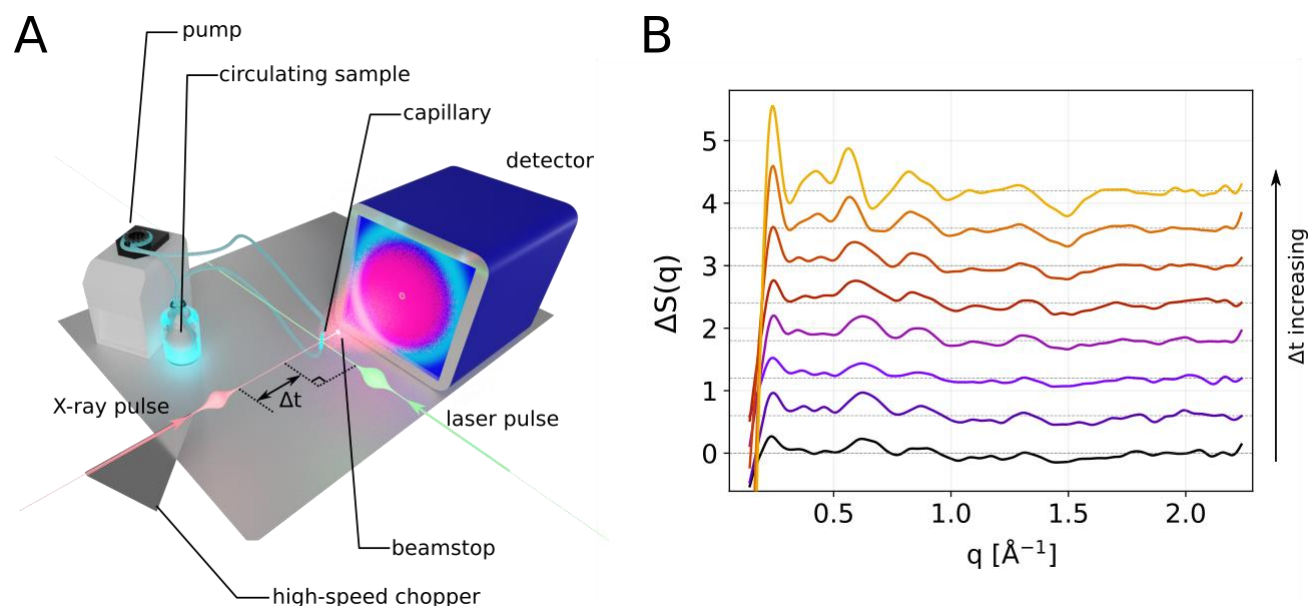 A
pump
circulating sample
capillary
detector
X-ray pulse
Δt
laser pulse
beamstop
high-speed chopper
B
ΔS(q)
5
4
3
2
1
0
0.5 1.0 1.5 2.0
q [Å⁻¹]
Δt increasing